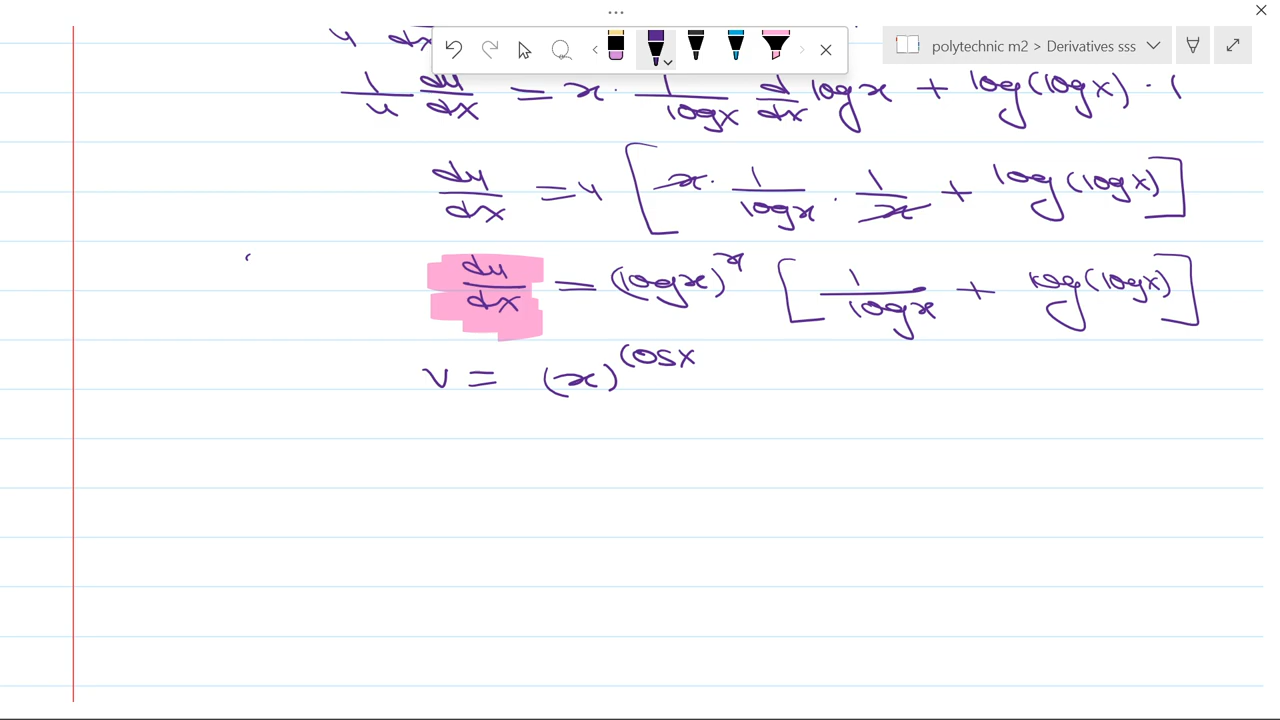 polytechnic m2 > Derivatives sss
1/u du/dx = x · 1/logx d/dx logx + log(logx) · 1
du/dx = u [ x · 1/logx · 1/x + log(logx) ]
du/dx = (logx)^x [ 1/logx + log(logx) ]
v = (x)^cosx